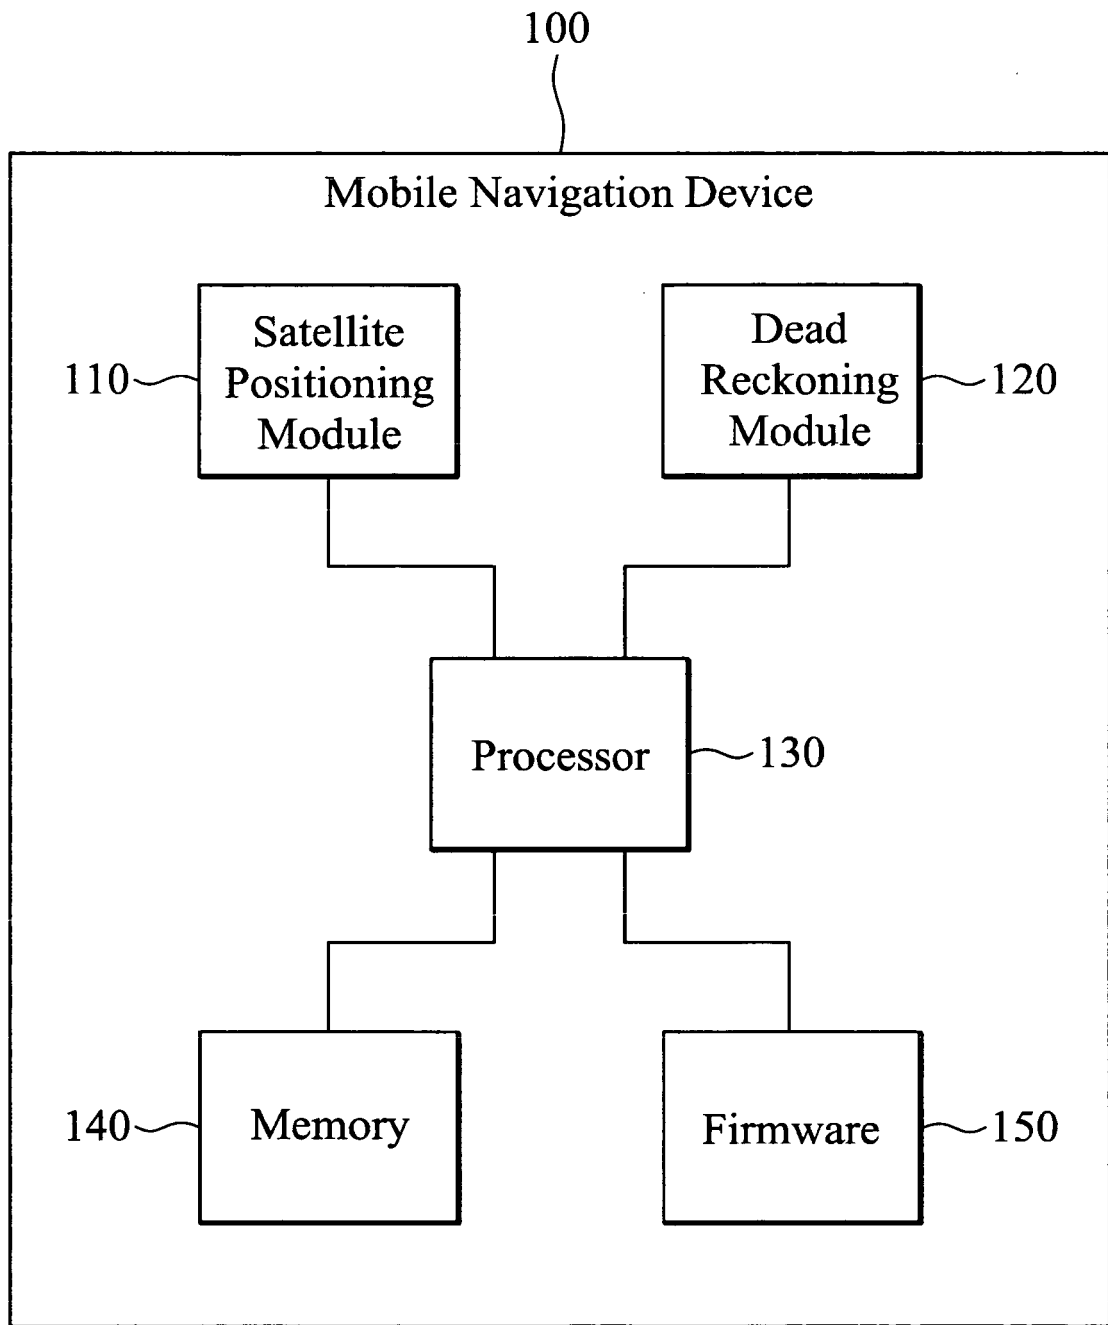 100
Mobile Navigation Device
Satellite
Positioning
Module
110
Dead
Reckoning
Module
120
Processor
130
Memory
140
Firmware
150